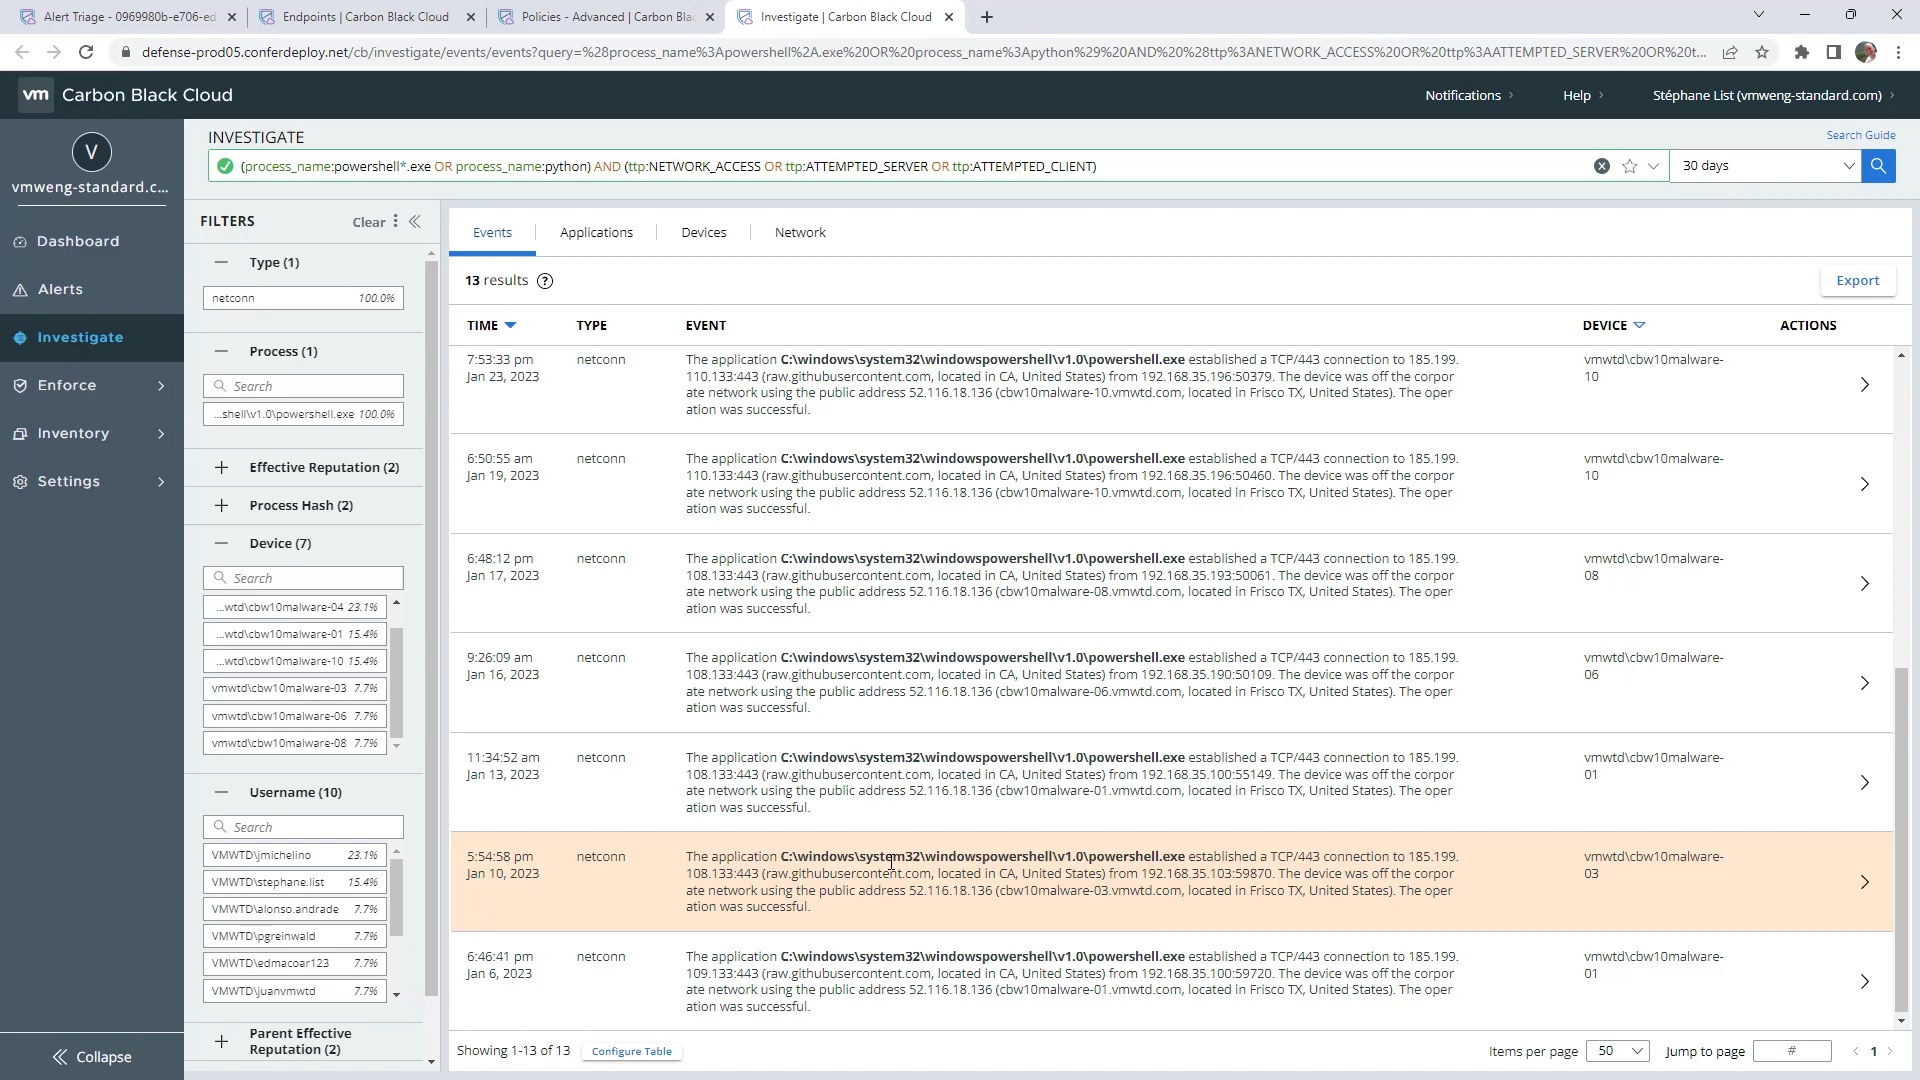 Alert Triage - 0969980b-e706-ed
Endpoints | Carbon Black Cloud
Policies - Advanced | Carbon Bla
Investigate | Carbon Black Cloud
defense-prod05.conferdeploy.net/cb/investigate/events/events?query=%28process_name%3Apowershell%2A.exe%20OR%20process_name%3Apython%29%20AND%20%28ttp%3ANETWORK_ACCESS%20OR%20ttp%3AATTEMPTED_SERVER%20OR%20t...
vm Carbon Black Cloud
Notifications
Help
Stéphane List (vmweng-standard.com)
V
vmweng-standard.c...
Dashboard
Alerts
Investigate
Enforce
Inventory
Settings
Collapse
INVESTIGATE
Search Guide
(process_name:powershell*.exe OR process_name:python) AND (ttp:NETWORK_ACCESS OR ttp:ATTEMPTED_SERVER OR ttp:ATTEMPTED_CLIENT)
30 days
FILTERS
Clear
Type (1)
netconn 100.0%
Process (1)
Search
...shell\v1.0\powershell.exe 100.0%
Effective Reputation (2)
Process Hash (2)
Device (7)
Search
...wtd\cbw10malware-04 23.1%
...wtd\cbw10malware-01 15.4%
...wtd\cbw10malware-10 15.4%
vmwtd\cbw10malware-03 7.7%
vmwtd\cbw10malware-06 7.7%
vmwtd\cbw10malware-08 7.7%
Username (10)
Search
VMWTD\jmichelino 23.1%
VMWTD\stephane.list 15.4%
VMWTD\alonso.andrade 7.7%
VMWTD\pgreinwald 7.7%
VMWTD\edmacoar123 7.7%
VMWTD\juanvmwtd 7.7%
Parent Effective
Reputation (2)
Events
Applications
Devices
Network
13 results
Export
TIME TYPE EVENT DEVICE ACTIONS
7:53:33 pm
Jan 23, 2023
netconn
The application C:\windows\system32\windowspowershell\v1.0\powershell.exe established a TCP/443 connection to 185.199.
110.133:443 (raw.githubusercontent.com, located in CA, United States) from 192.168.35.196:50379. The device was off the corpor
ate network using the public address 52.116.18.136 (cbw10malware-10.vmwtd.com, located in Frisco TX, United States). The oper
ation was successful.
vmwtd\cbw10malware-
10
6:50:55 am
Jan 19, 2023
netconn
The application C:\windows\system32\windowspowershell\v1.0\powershell.exe established a TCP/443 connection to 185.199.
110.133:443 (raw.githubusercontent.com, located in CA, United States) from 192.168.35.196:50460. The device was off the corpor
ate network using the public address 52.116.18.136 (cbw10malware-10.vmwtd.com, located in Frisco TX, United States). The oper
ation was successful.
vmwtd\cbw10malware-
10
6:48:12 pm
Jan 17, 2023
netconn
The application C:\windows\system32\windowspowershell\v1.0\powershell.exe established a TCP/443 connection to 185.199.
108.133:443 (raw.githubusercontent.com, located in CA, United States) from 192.168.35.193:50061. The device was off the corpor
ate network using the public address 52.116.18.136 (cbw10malware-08.vmwtd.com, located in Frisco TX, United States). The oper
ation was successful.
vmwtd\cbw10malware-
08
9:26:09 am
Jan 16, 2023
netconn
The application C:\windows\system32\windowspowershell\v1.0\powershell.exe established a TCP/443 connection to 185.199.
108.133:443 (raw.githubusercontent.com, located in CA, United States) from 192.168.35.190:50109. The device was off the corpor
ate network using the public address 52.116.18.136 (cbw10malware-06.vmwtd.com, located in Frisco TX, United States). The oper
ation was successful.
vmwtd\cbw10malware-
06
11:34:52 am
Jan 13, 2023
netconn
The application C:\windows\system32\windowspowershell\v1.0\powershell.exe established a TCP/443 connection to 185.199.
108.133:443 (raw.githubusercontent.com, located in CA, United States) from 192.168.35.100:55149. The device was off the corpor
ate network using the public address 52.116.18.136 (cbw10malware-01.vmwtd.com, located in Frisco TX, United States). The oper
ation was successful.
vmwtd\cbw10malware-
01
5:54:58 pm
Jan 10, 2023
netconn
The application C:\windows\system32\windowspowershell\v1.0\powershell.exe established a TCP/443 connection to 185.199.
108.133:443 (raw.githubusercontent.com, located in CA, United States) from 192.168.35.103:59870. The device was off the corpor
ate network using the public address 52.116.18.136 (cbw10malware-03.vmwtd.com, located in Frisco TX, United States). The oper
ation was successful.
vmwtd\cbw10malware-
03
6:46:41 pm
Jan 6, 2023
netconn
The application C:\windows\system32\windowspowershell\v1.0\powershell.exe established a TCP/443 connection to 185.199.
109.133:443 (raw.githubusercontent.com, located in CA, United States) from 192.168.35.100:59720. The device was off the corpor
ate network using the public address 52.116.18.136 (cbw10malware-01.vmwtd.com, located in Frisco TX, United States). The oper
ation was successful.
vmwtd\cbw10malware-
01
Showing 1-13 of 13
Configure Table
Items per page 50
Jump to page #
1